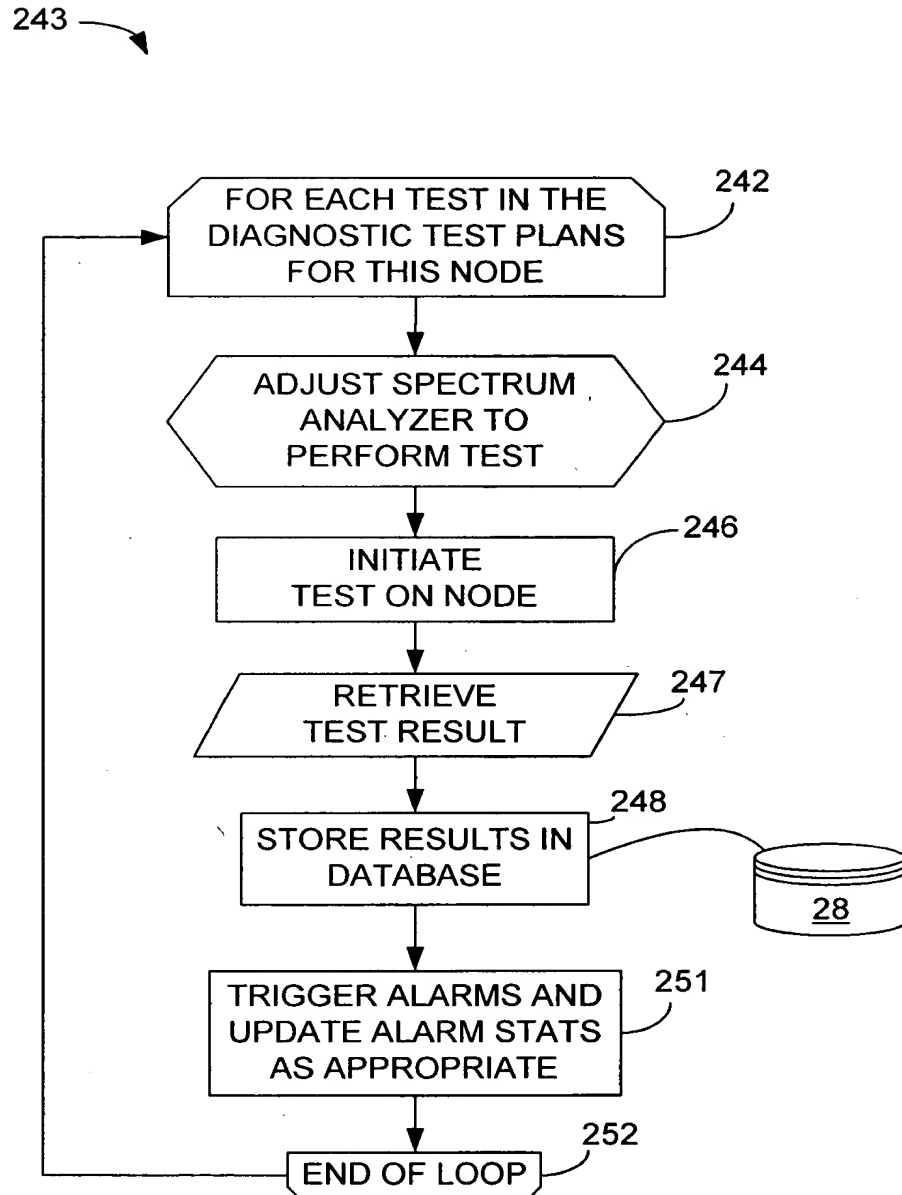 243
FOR EACH TEST IN THE
DIAGNOSTIC TEST PLANS
FOR THIS NODE
242
ADJUST SPECTRUM
ANALYZER TO
PERFORM TEST
244
INITIATE
TEST ON NODE
246
RETRIEVE
TEST RESULT
247
STORE RESULTS IN
DATABASE
248
28
TRIGGER ALARMS AND
UPDATE ALARM STATS
AS APPROPRIATE
251
END OF LOOP
252